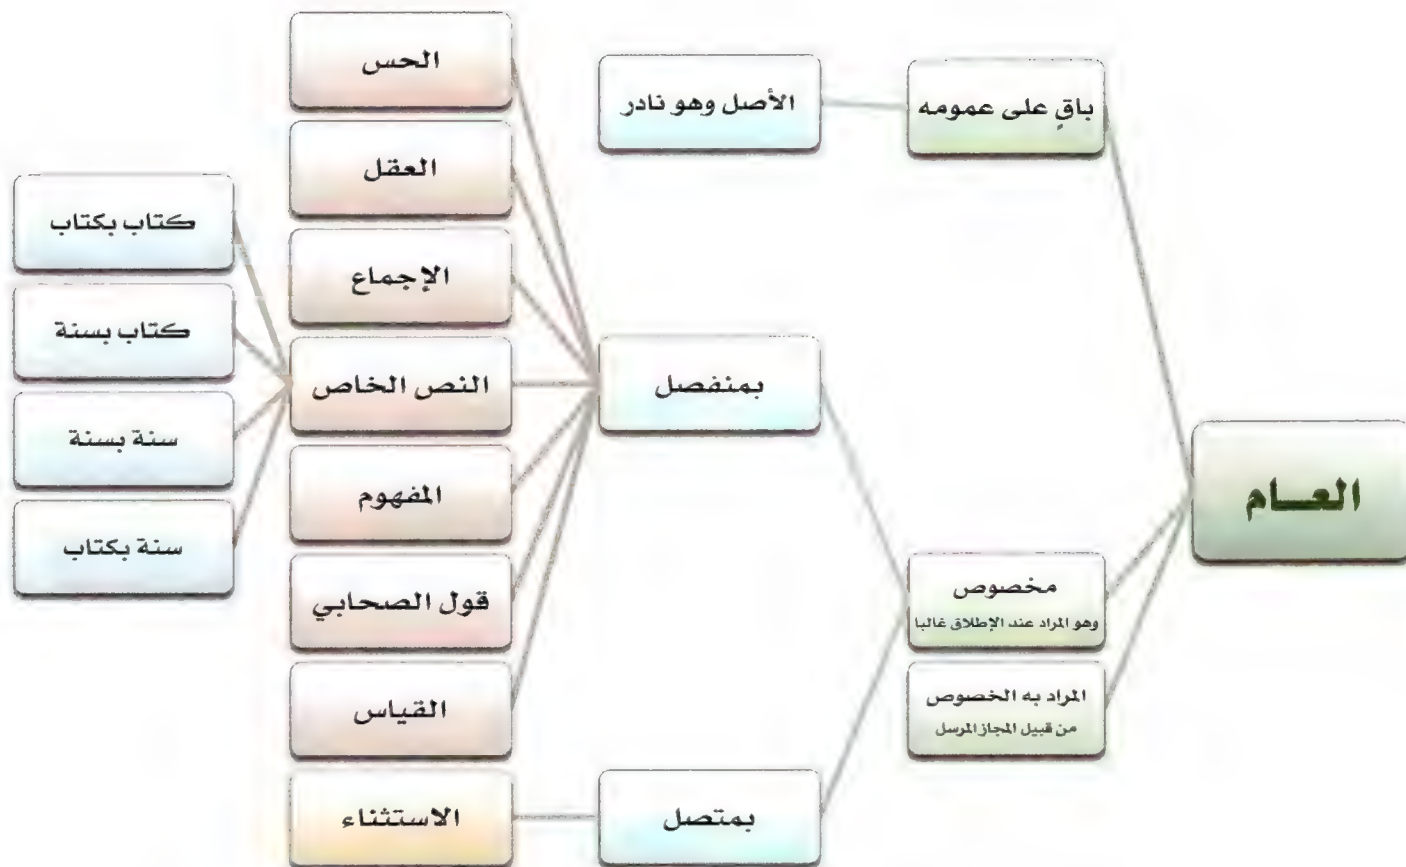 العـــام
باقٍ على عمومه
الأصل وهو نادر
مخصوص
وهو المراد عند الإطلاق غالبا
بمنفصل
الحس
العقل
الإجماع
النص الخاص
كتاب بكتاب
كتاب بسنة
سنة بسنة
سنة بكتاب
المفهوم
قول الصحابي
القياس
بمتصل
الاستثناء
المراد به الخصوص
من قبيل المجاز المرسل